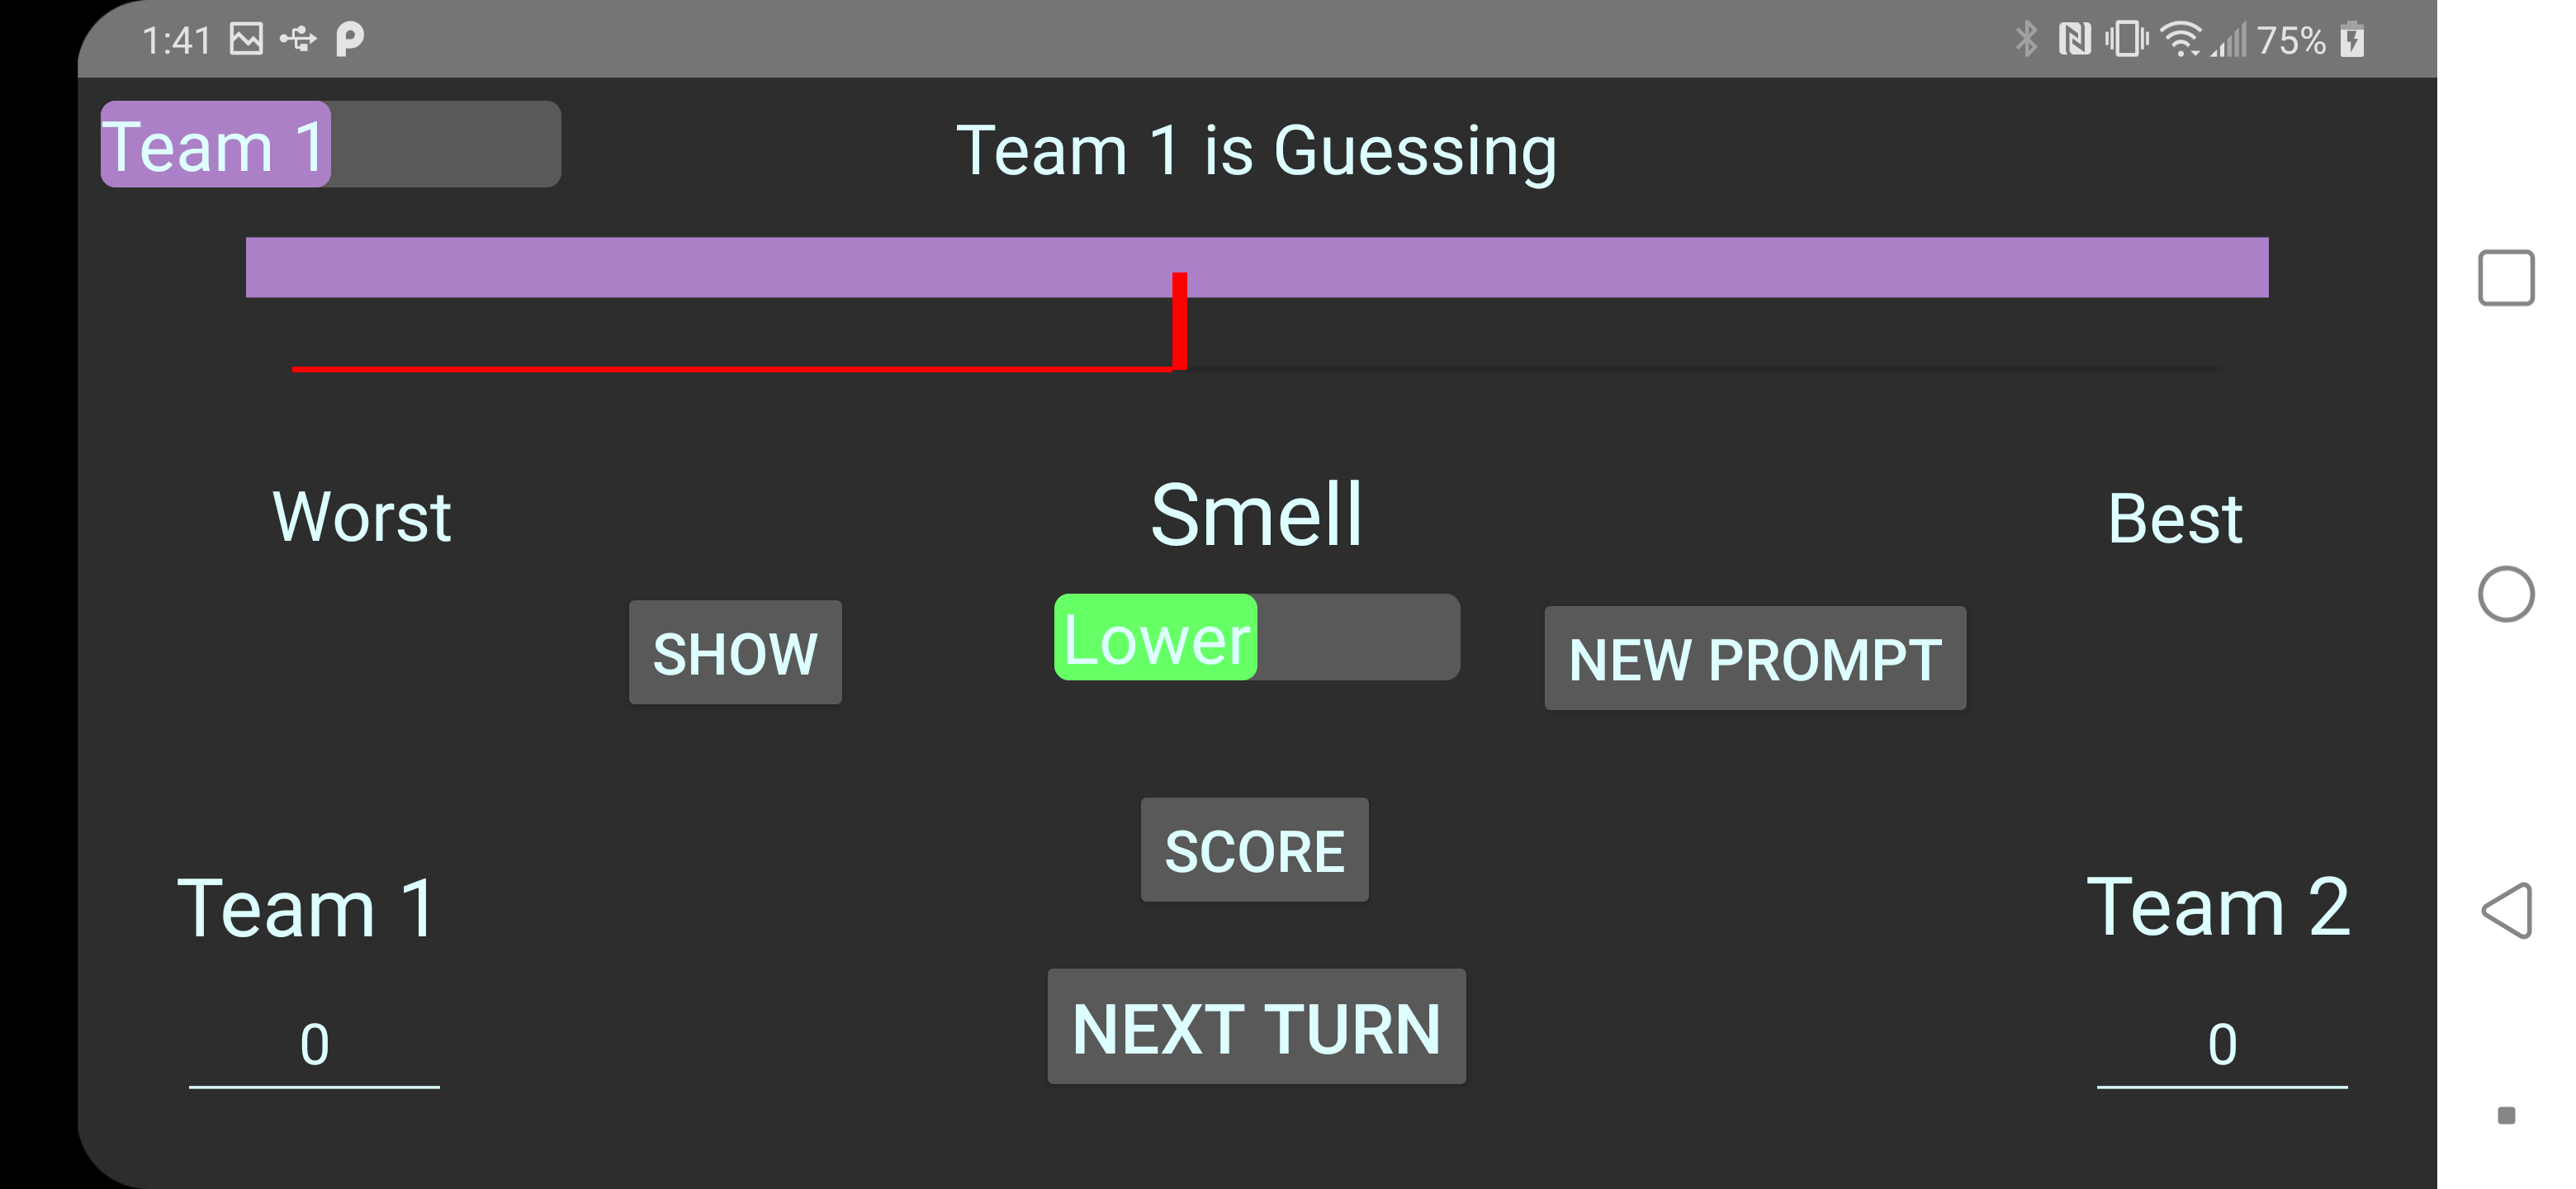 1:41 75%
Team 1
Team 1 is Guessing
Worst Smell Best
SHOW Lower NEW PROMPT
SCORE
Team 1 Team 2
0 NEXT TURN 0